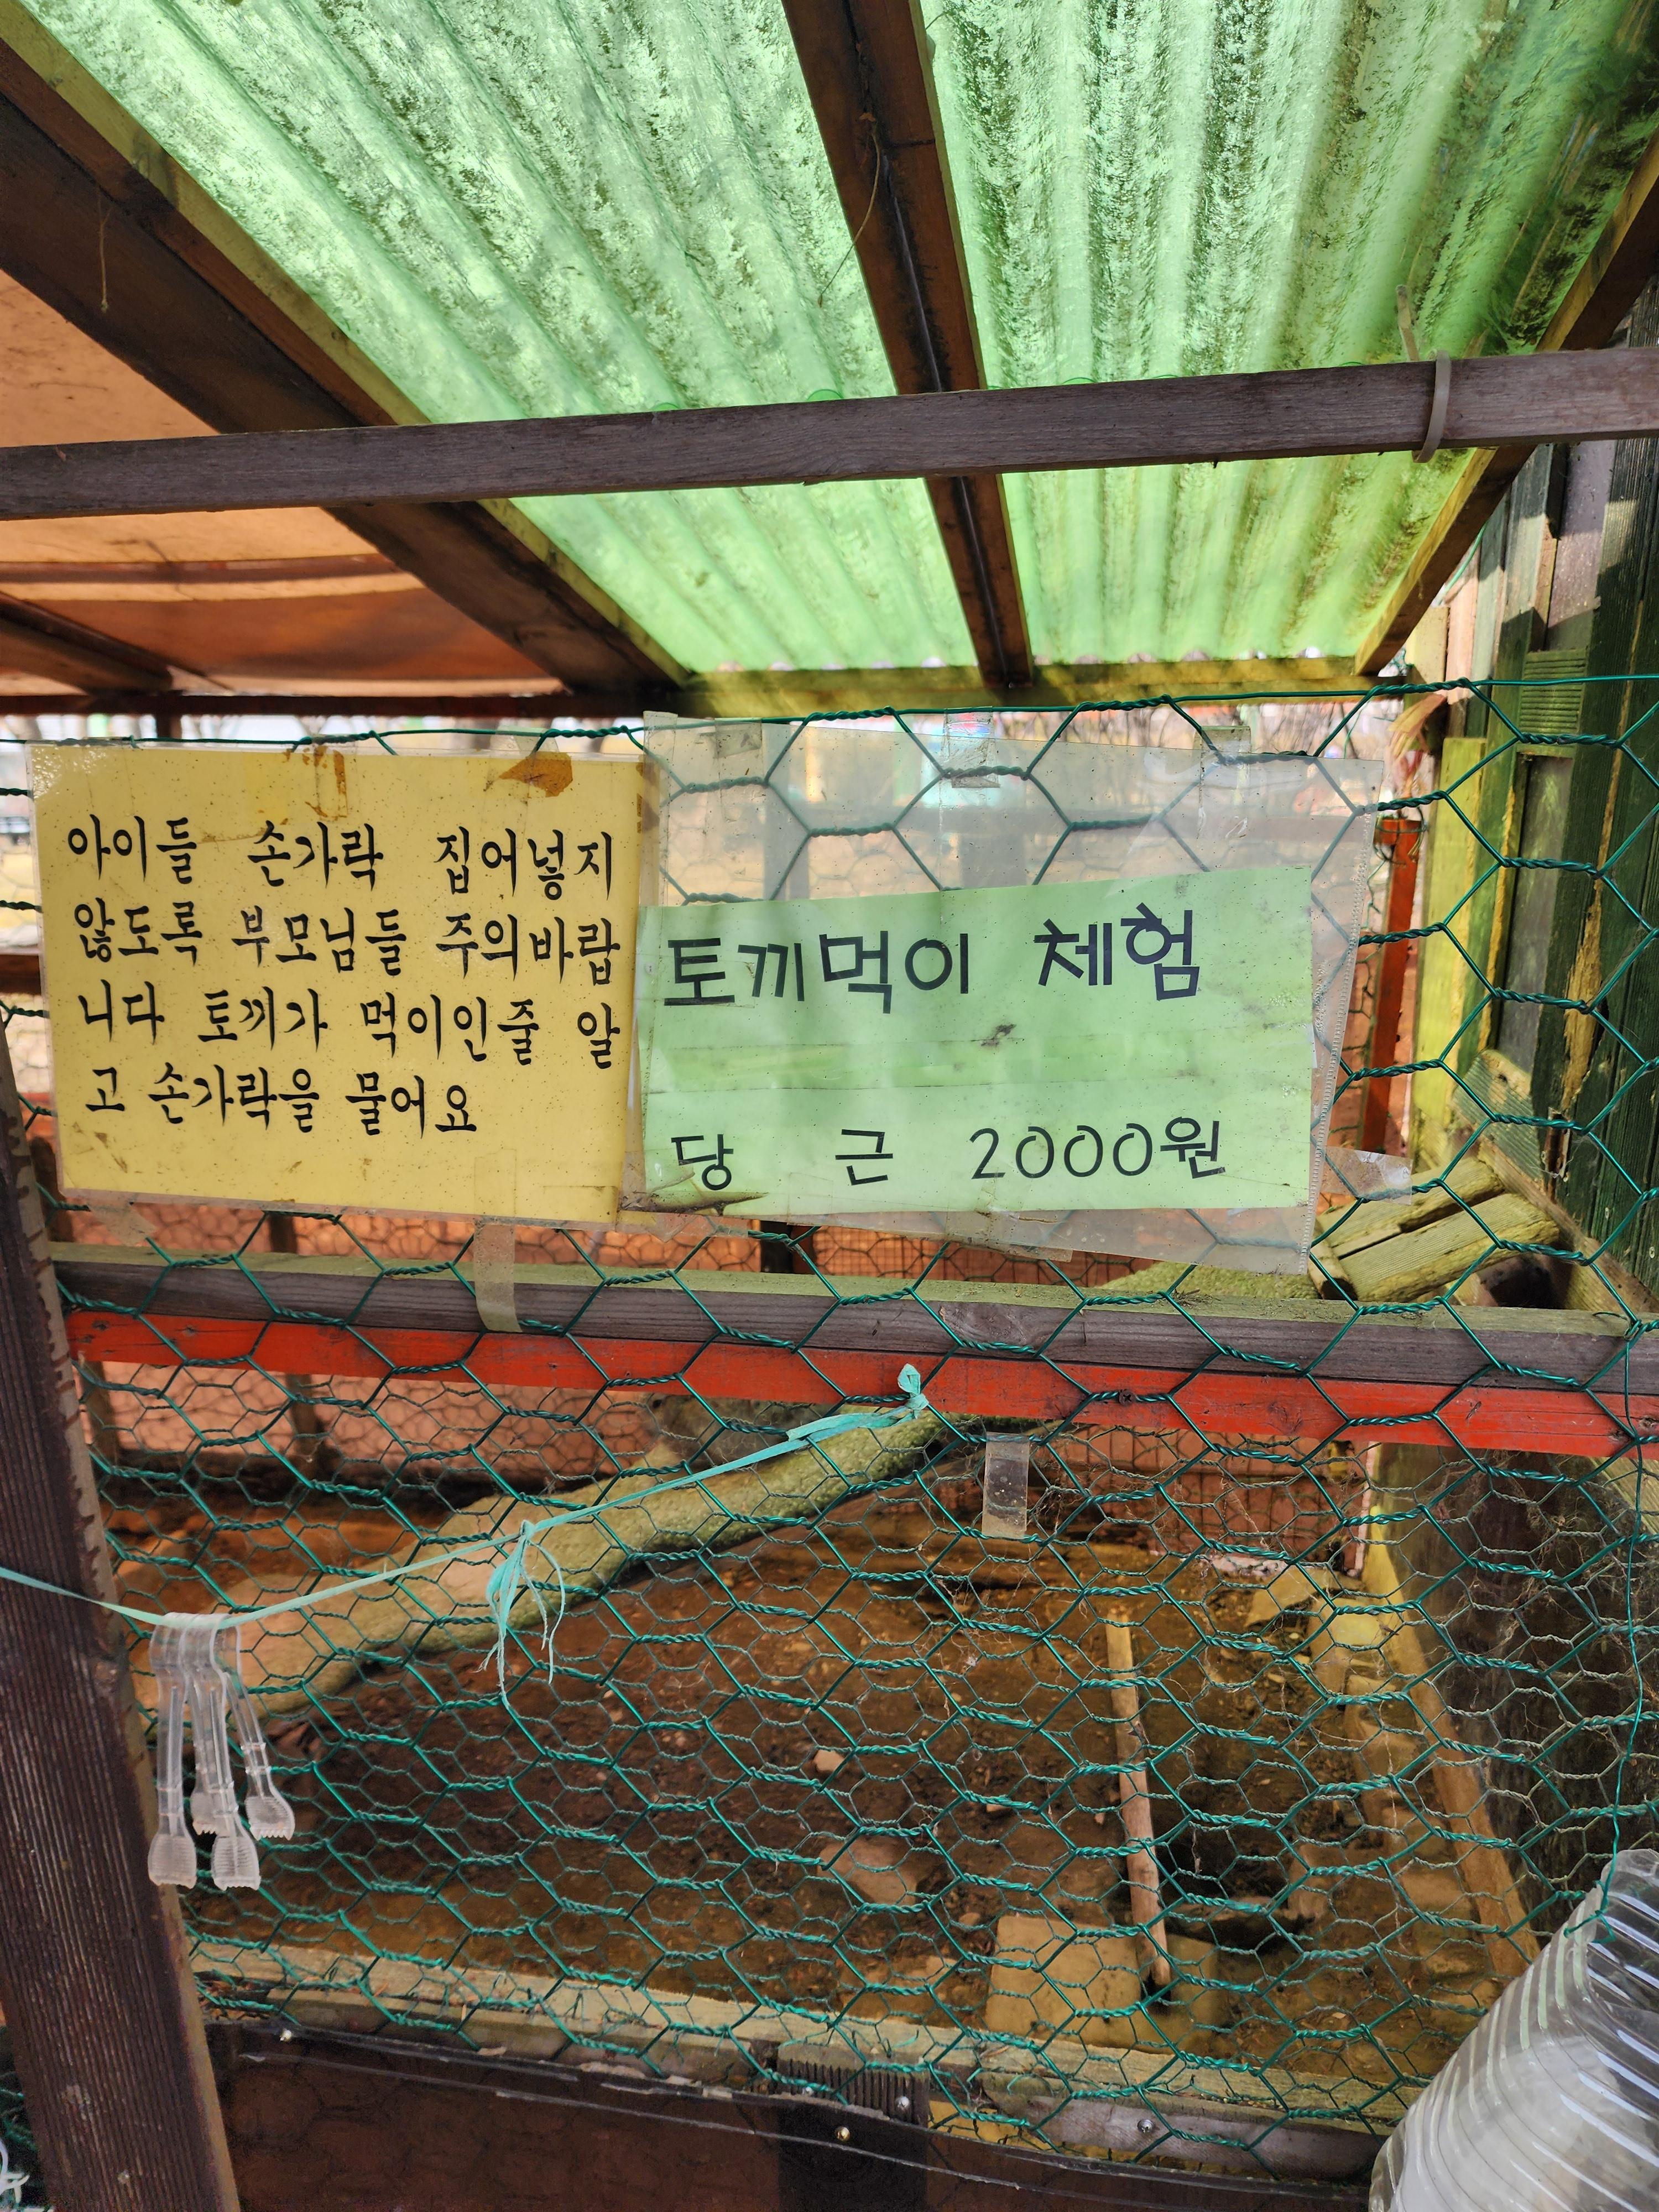 아이들 손가락 집어넣지
않도록 부모님들 주의바랍
니다 토끼가 먹이인줄 알
고 손가락을 물어요
토끼먹이 체험
당 근 2000원